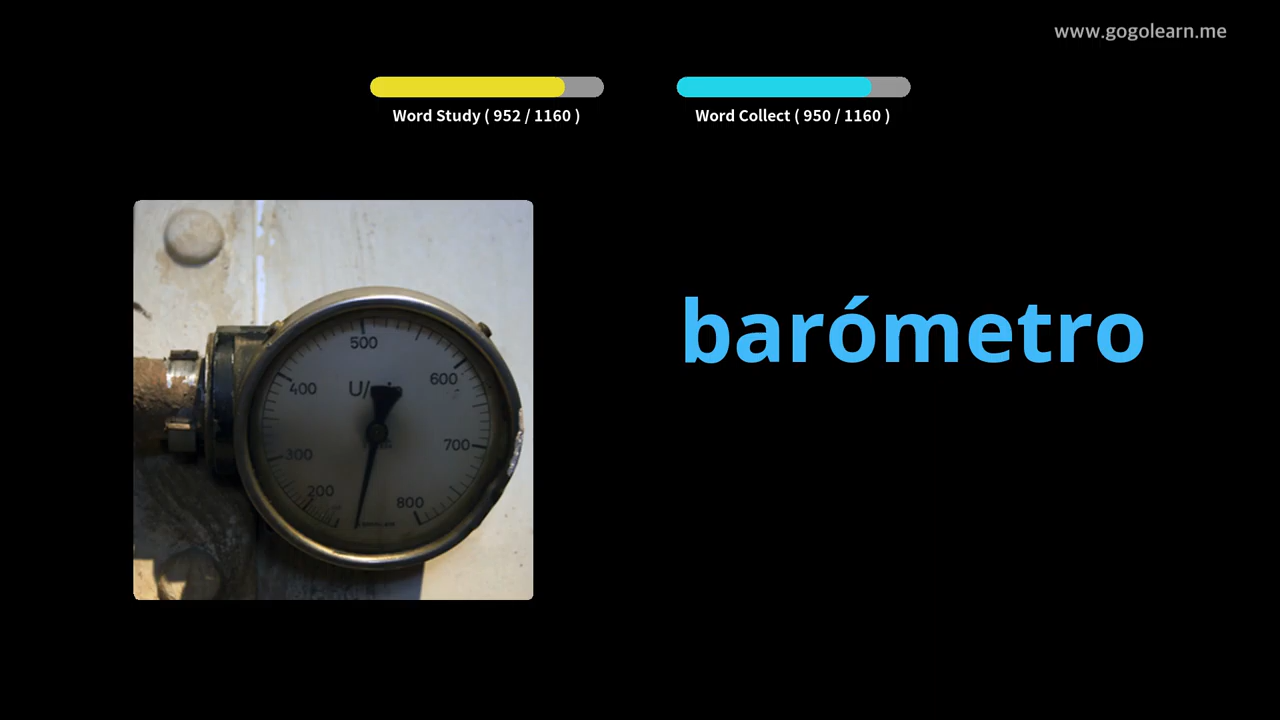 www.gogolearn.me
Word Study ( 952 / 1160 )
Word Collect ( 950 / 1160 )
barómetro
500
400
600
U/min
300
700
200
800